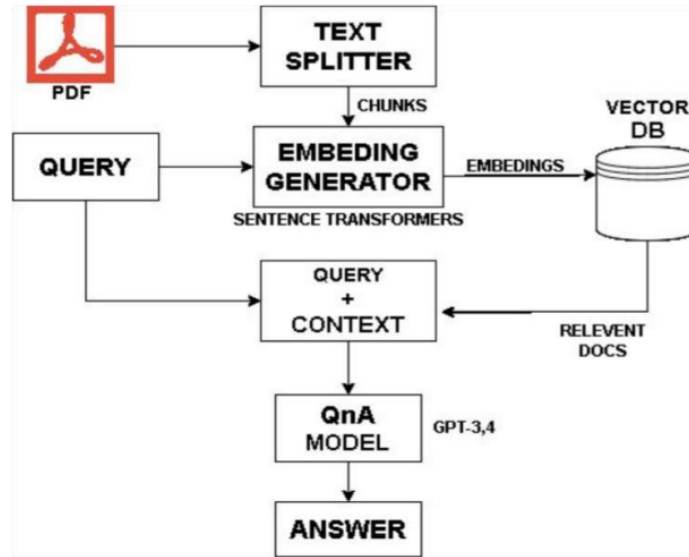 TEXT
SPLITTER
PDF
CHUNKS
VECTOR
DB
QUERY
EMBEDING
GENERATOR
EMBEDINGS
SENTENCE TRANSFORMERS
QUERY
+
CONTEXT
RELEVENT
DOCS
QnA
MODEL
GPT-3,4
ANSWER